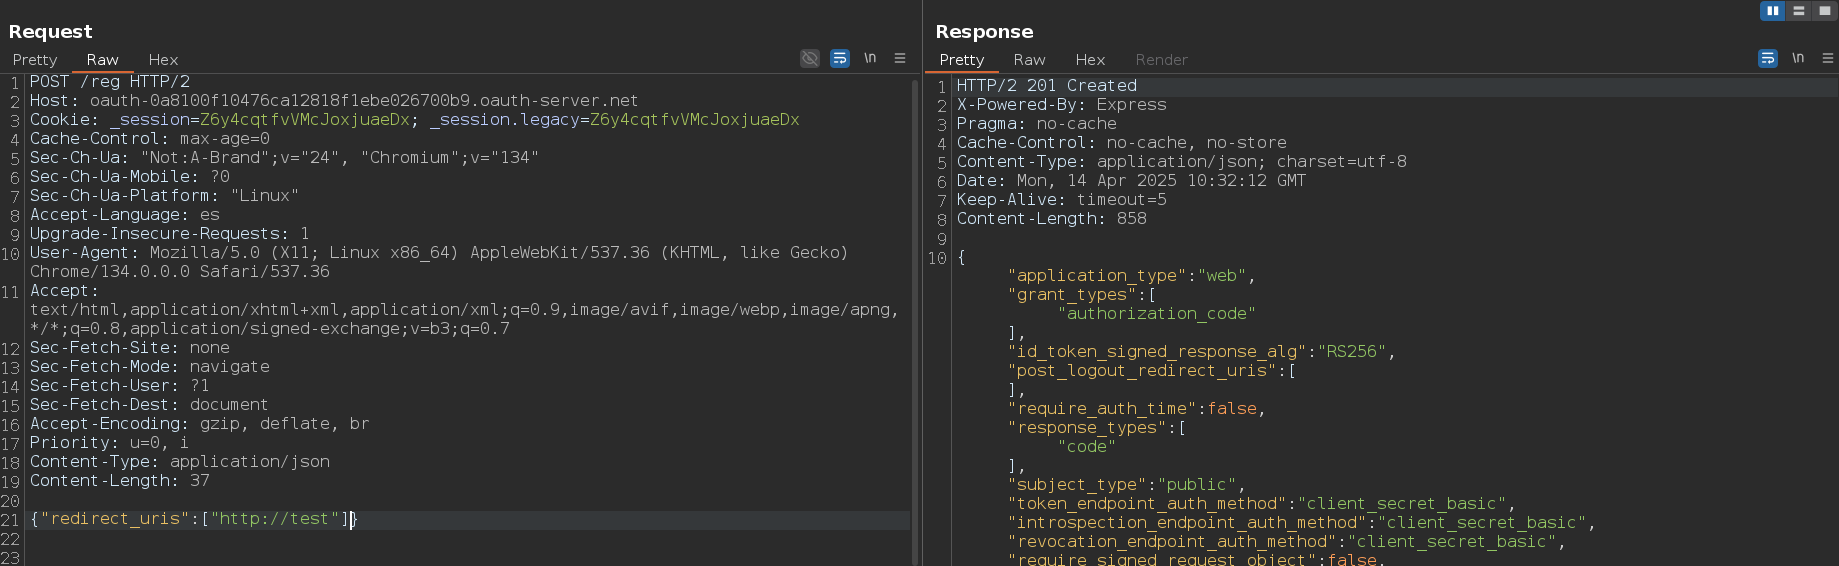 Request
Pretty Raw Hex
\n
1 POST /reg HTTP/2
2 Host: oauth-0a8100f10476ca12818f1ebe026700b9.oauth-server.net
3 Cookie: _session=Z6y4cqtfvVMcJoxjuaeDx; _session.legacy=Z6y4cqtfvVMcJoxjuaeDx
4 Cache-Control: max-age=0
5 Sec-Ch-Ua: "Not:A-Brand";v="24", "Chromium";v="134"
6 Sec-Ch-Ua-Mobile: ?0
7 Sec-Ch-Ua-Platform: "Linux"
8 Accept-Language: es
9 Upgrade-Insecure-Requests: 1
10 User-Agent: Mozilla/5.0 (X11; Linux x86_64) AppleWebKit/537.36 (KHTML, like Gecko)
Chrome/134.0.0.0 Safari/537.36
11 Accept:
text/html,application/xhtml+xml,application/xml;q=0.9,image/avif,image/webp,image/apng,
*/*;q=0.8,application/signed-exchange;v=b3;q=0.7
12 Sec-Fetch-Site: none
13 Sec-Fetch-Mode: navigate
14 Sec-Fetch-User: ?1
15 Sec-Fetch-Dest: document
16 Accept-Encoding: gzip, deflate, br
17 Priority: u=0, i
18 Content-Type: application/json
19 Content-Length: 37
20
21 {"redirect_uris":["http://test"]}
22
23
Response
Pretty Raw Hex Render
\n
1 HTTP/2 201 Created
2 X-Powered-By: Express
3 Pragma: no-cache
4 Cache-Control: no-cache, no-store
5 Content-Type: application/json; charset=utf-8
6 Date: Mon, 14 Apr 2025 10:32:12 GMT
7 Keep-Alive: timeout=5
8 Content-Length: 858
9
10 {
"application_type":"web",
"grant_types":[
"authorization_code"
],
"id_token_signed_response_alg":"RS256",
"post_logout_redirect_uris":[
],
"require_auth_time":false,
"response_types":[
"code"
],
"subject_type":"public",
"token_endpoint_auth_method":"client_secret_basic",
"introspection_endpoint_auth_method":"client_secret_basic",
"revocation_endpoint_auth_method":"client_secret_basic",
"require_signed_request_object":false,